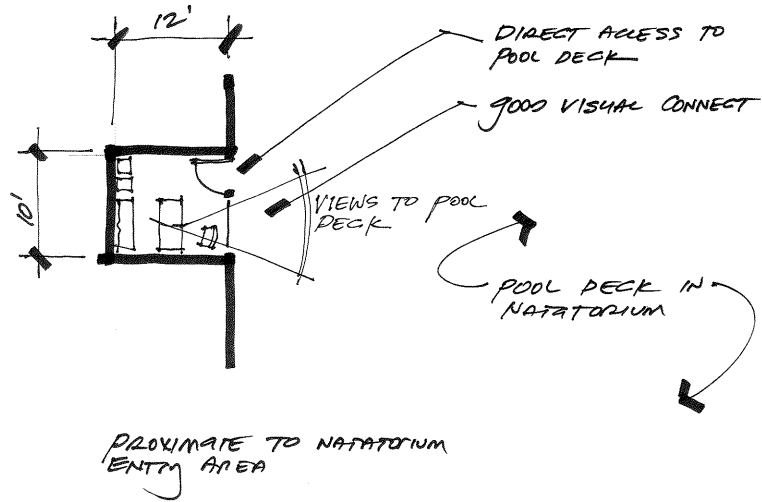 12'
DIRECT ACCESS TO
POOL DECK
GOOD VISUAL CONNECT
10'
VIEWS TO POOL
DECK
POOL DECK IN
NATATORIUM
PROXIMATE TO NATATORIUM
ENTRY AREA